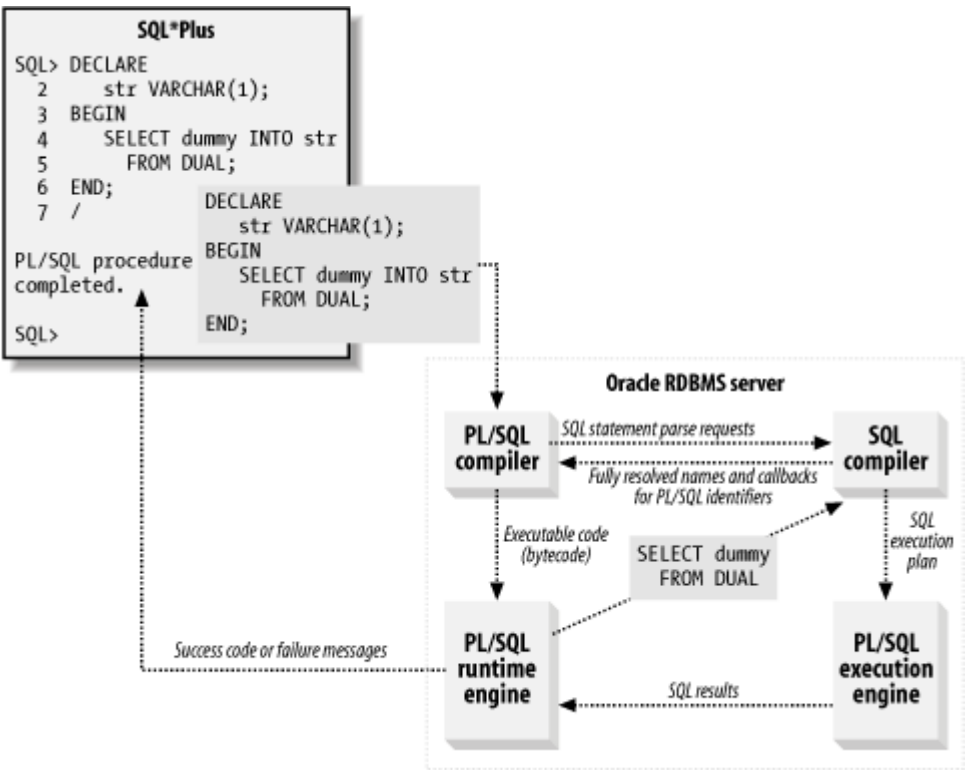 SQL*Plus
SQL> DECLARE
2 str VARCHAR(1);
3 BEGIN
4 SELECT dummy INTO str
5 FROM DUAL;
6 END;
7 /
PL/SQL procedure
completed.
SQL>
DECLARE
str VARCHAR(1);
BEGIN
SELECT dummy INTO str
FROM DUAL;
END;
Oracle RDBMS server
PL/SQL
compiler
SQL statement parse requests
SQL
compiler
Fully resolved names and callbacks
for PL/SQL identifiers
Executable code
(bytecode)
SELECT dummy
FROM DUAL
SQL
execution
plan
Success code or failure messages
PL/SQL
runtime
engine
SQL results
PL/SQL
execution
engine